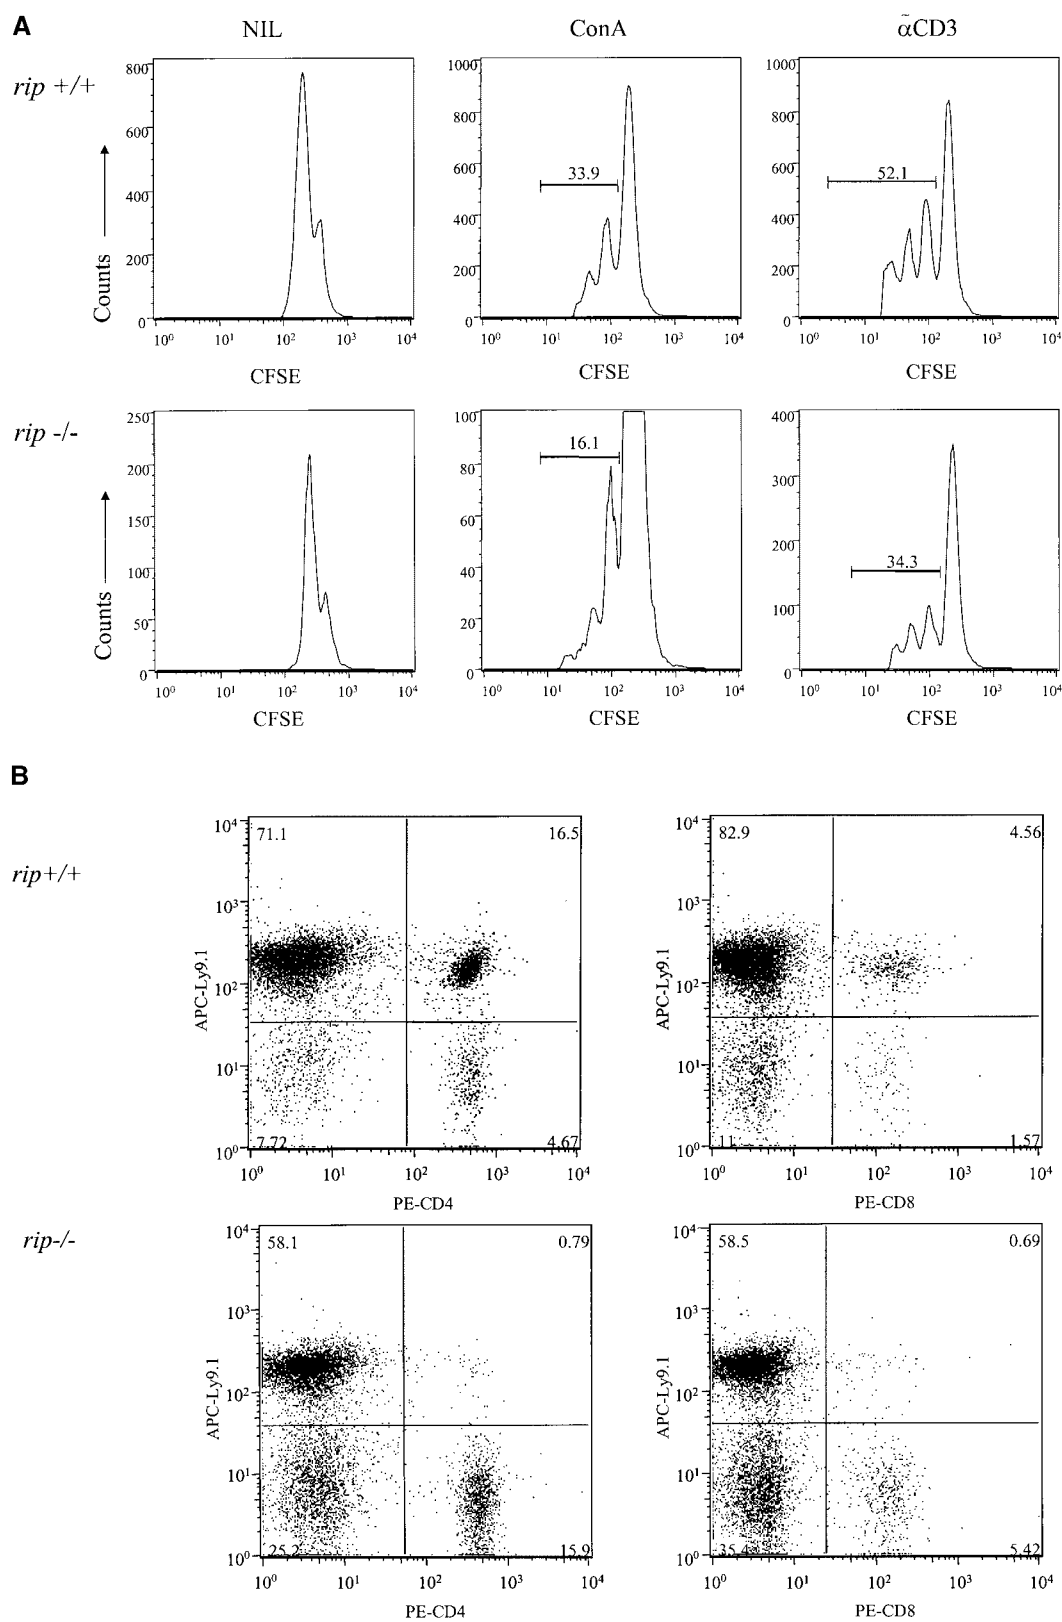 A
NIL ConA α̃CD3
rip +/+
800 600 400 200 0
Counts
10⁰ 10¹ 10² 10³ 10⁴
CFSE
1000 800 600 400 200 0
33.9
10⁰ 10¹ 10² 10³ 10⁴
CFSE
1000 800 600 400 200 0
52.1
10⁰ 10¹ 10² 10³ 10⁴
CFSE
rip -/-
250 200 150 100 50 0
Counts
10⁰ 10¹ 10² 10³ 10⁴
CFSE
100 80 60 40 20 0
16.1
10⁰ 10¹ 10² 10³ 10⁴
CFSE
400 300 200 100 0
34.3
10⁰ 10¹ 10² 10³ 10⁴
CFSE
B
rip+/+
71.1 16.5
7.72 4.67
10⁴ 10³ 10² 10¹ 10⁰
APC-Ly9.1
10⁰ 10¹ 10² 10³ 10⁴
PE-CD4
82.9 4.56
11 1.57
10⁴ 10³ 10² 10¹ 10⁰
APC-Ly9.1
10⁰ 10¹ 10² 10³ 10⁴
PE-CD8
rip-/-
58.1 0.79
25.2 15.9
10⁴ 10³ 10² 10¹ 10⁰
APC-Ly9.1
10⁰ 10¹ 10² 10³ 10⁴
PE-CD4
58.5 0.69
35.4 5.42
10⁴ 10³ 10² 10¹ 10⁰
APC-Ly9.1
10⁰ 10¹ 10² 10³ 10⁴
PE-CD8